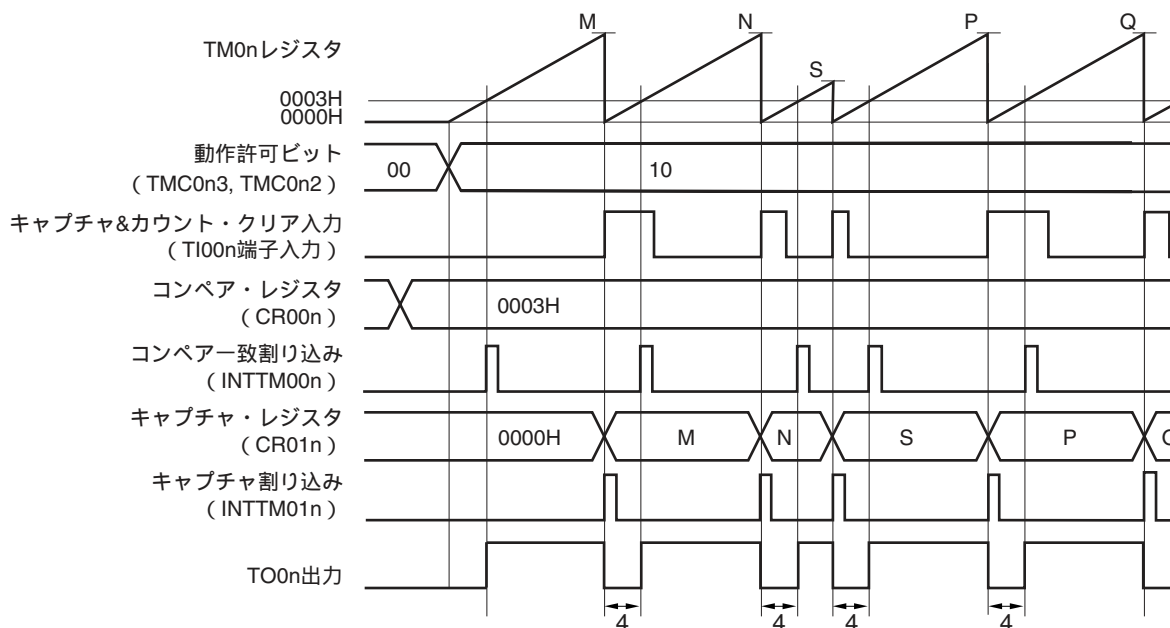 M N S P Q
TM0nレジスタ
0003H
0000H
動作許可ビット
（TMC0n3, TMC0n2）
00 10
キャプチャ&カウント・クリア入力
（TI00n端子入力）
コンペア・レジスタ
（CR00n）
0003H
コンペア一致割り込み
（INTTM00n）
キャプチャ・レジスタ
（CR01n）
0000H M N S P
キャプチャ割り込み
（INTTM01n）
TO0n出力
4 4 4 4